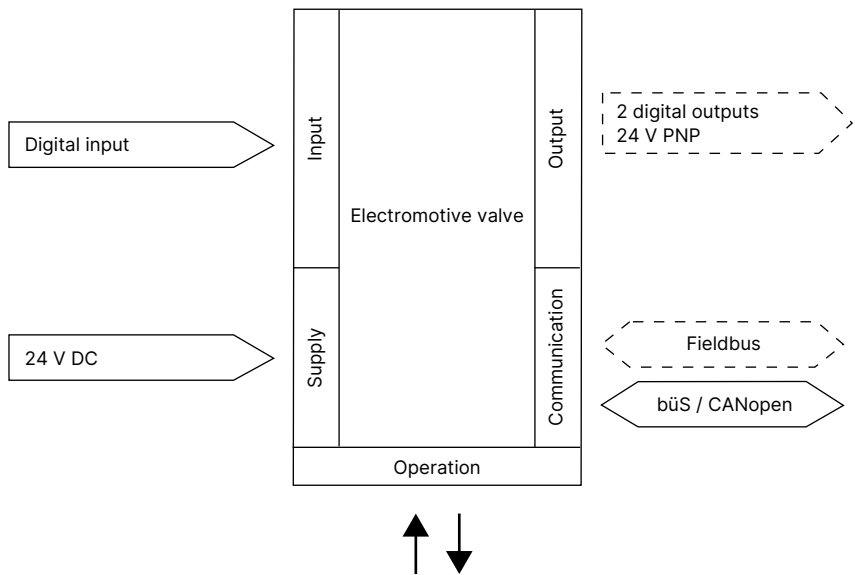 Digital input
24 V DC
Input
Supply
Electromotive valve
Output
Communication
Operation
2 digital outputs
24 V PNP
Fieldbus
büS / CANopen